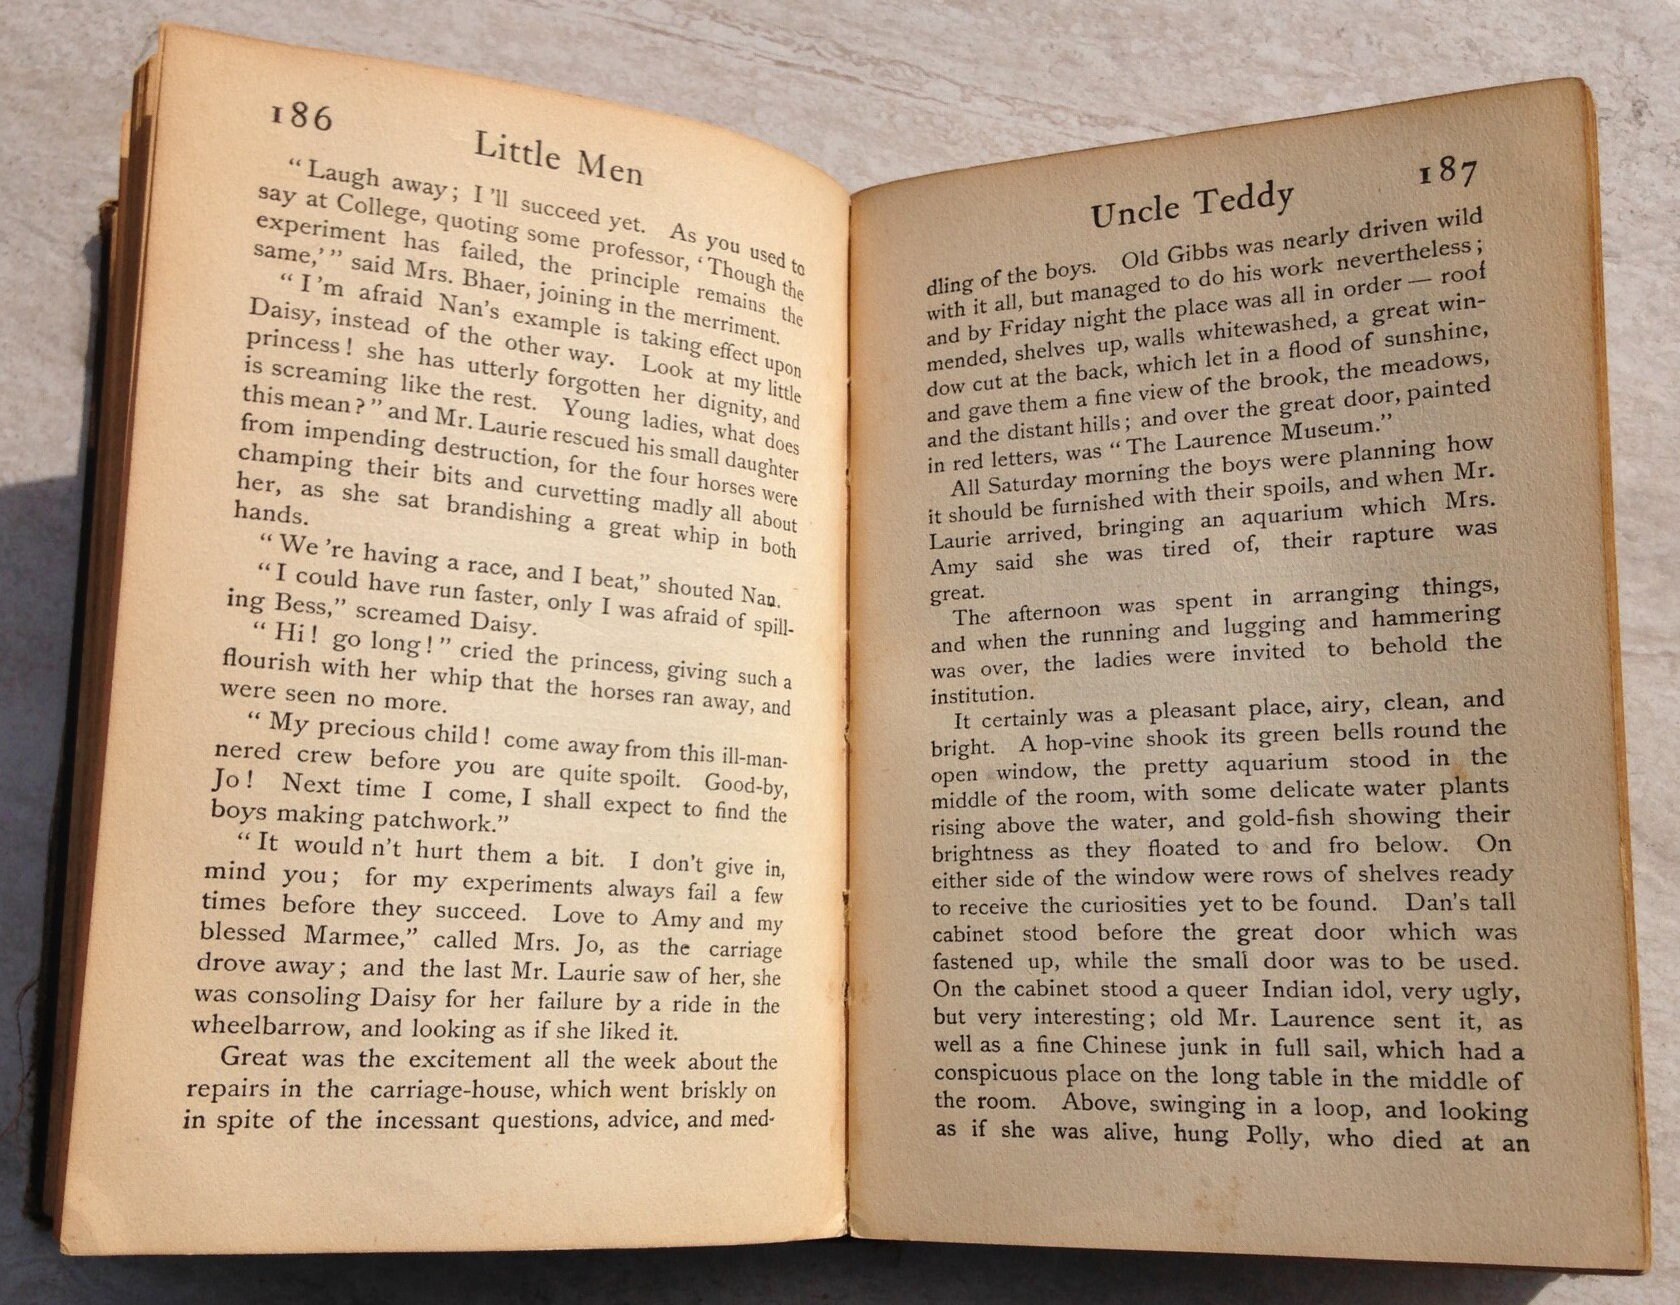 186
Little Men
“Laugh away; I 'll succeed yet. As you used to
say at College, quoting some professor, ‘Though the
experiment has failed, the principle remains the
same,’” said Mrs. Bhaer, joining in the merriment.
“I 'm afraid Nan's example is taking effect upon
Daisy, instead of the other way. Look at my little
princess! she has utterly forgotten her dignity, and
is screaming like the rest. Young ladies, what does
this mean?” and Mr. Laurie rescued his small daughter
from impending destruction, for the four horses were
champing their bits and curvetting madly all about
her, as she sat brandishing a great whip in both
hands.
“We 're having a race, and I beat,” shouted Nan.
“I could have run faster, only I was afraid of spill-
ing Bess,” screamed Daisy.
“Hi! go long!” cried the princess, giving such a
flourish with her whip that the horses ran away, and
were seen no more.
“My precious child! come away from this ill-man-
nered crew before you are quite spoilt. Good-by,
Jo! Next time I come, I shall expect to find the
boys making patchwork.”
“It would n't hurt them a bit. I don't give in,
mind you; for my experiments always fail a few
times before they succeed. Love to Amy and my
blessed Marmee,” called Mrs. Jo, as the carriage
drove away; and the last Mr. Laurie saw of her, she
was consoling Daisy for her failure by a ride in the
wheelbarrow, and looking as if she liked it.
Great was the excitement all the week about the
repairs in the carriage-house, which went briskly on
in spite of the incessant questions, advice, and med-
187
Uncle Teddy
dling of the boys. Old Gibbs was nearly driven wild
with it all, but managed to do his work nevertheless;
and by Friday night the place was all in order — roof
mended, shelves up, walls whitewashed, a great win-
dow cut at the back, which let in a flood of sunshine,
and gave them a fine view of the brook, the meadows,
and the distant hills; and over the great door, painted
in red letters, was “The Laurence Museum.”
All Saturday morning the boys were planning how
it should be furnished with their spoils, and when Mr.
Laurie arrived, bringing an aquarium which Mrs.
Amy said she was tired of, their rapture was
great.
The afternoon was spent in arranging things,
and when the running and lugging and hammering
was over, the ladies were invited to behold the
institution.
It certainly was a pleasant place, airy, clean, and
bright. A hop-vine shook its green bells round the
open window, the pretty aquarium stood in the
middle of the room, with some delicate water plants
rising above the water, and gold-fish showing their
brightness as they floated to and fro below. On
either side of the window were rows of shelves ready
to receive the curiosities yet to be found. Dan's tall
cabinet stood before the great door which was
fastened up, while the small door was to be used.
On the cabinet stood a queer Indian idol, very ugly,
but very interesting; old Mr. Laurence sent it, as
well as a fine Chinese junk in full sail, which had a
conspicuous place on the long table in the middle of
the room. Above, swinging in a loop, and looking
as if she was alive, hung Polly, who died at an